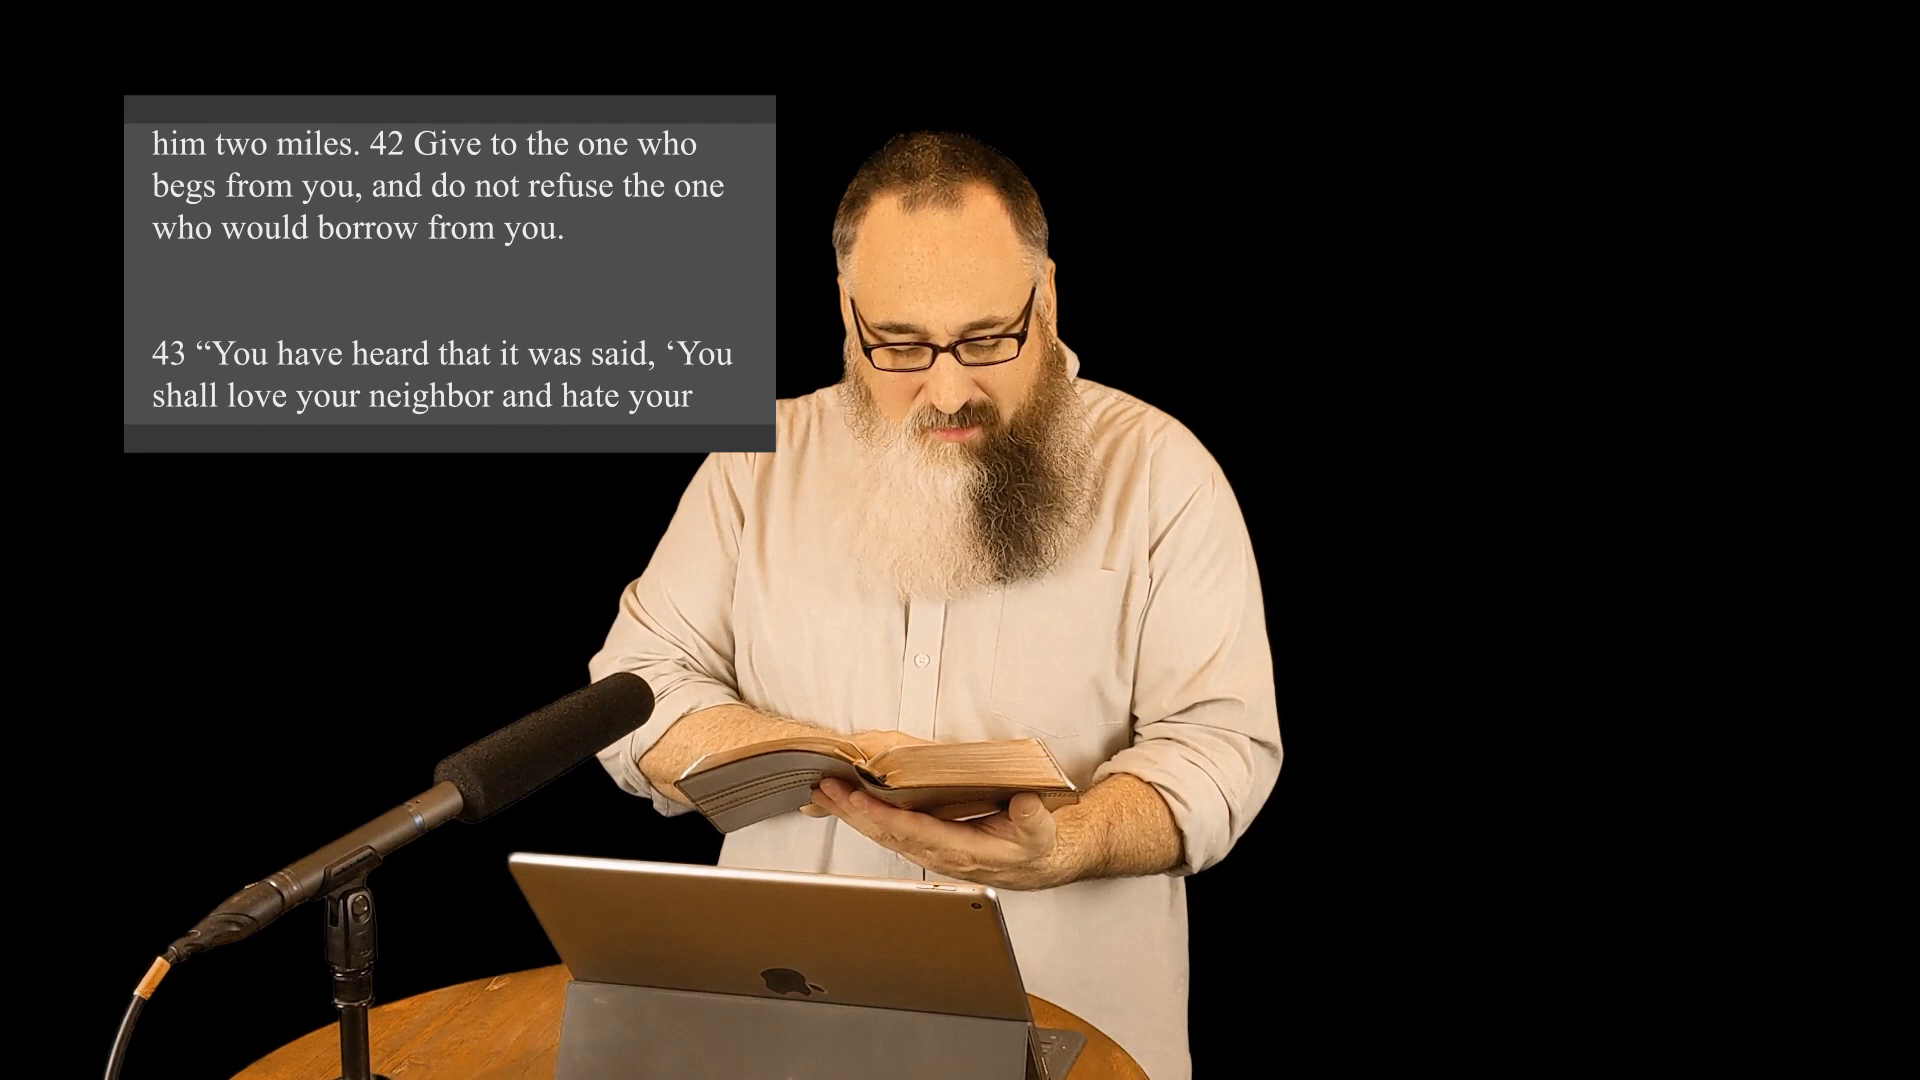 him two miles. 42 Give to the one who
begs from you, and do not refuse the one
who would borrow from you.
43 “You have heard that it was said, ‘You
shall love your neighbor and hate your